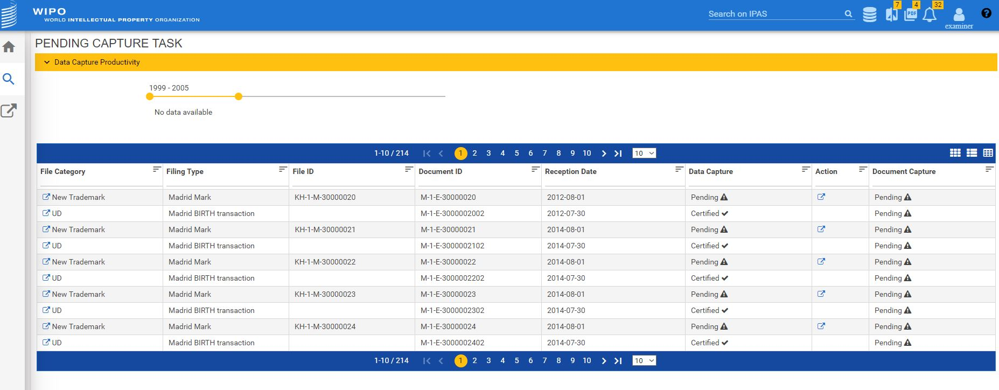 WIPO
WORLD INTELLECTUAL PROPERTY ORGANIZATION
Search on IPAS
7
PDF
4
32
examiner
?
PENDING CAPTURE TASK
Data Capture Productivity
1999 - 2005
No data available
1-10 / 214 1 2 3 4 5 6 7 8 9 10 10
File Category Filing Type File ID Document ID Reception Date Data Capture Action Document Capture
New Trademark Madrid Mark KH-1-M-30000020 M-1-E-30000020 2012-08-01 Pending Pending
UD Madrid BIRTH transaction M-1-E-3000002002 2012-07-30 Certified Pending
New Trademark Madrid Mark KH-1-M-30000021 M-1-E-30000021 2014-08-01 Pending Pending
UD Madrid BIRTH transaction M-1-E-3000002102 2014-07-30 Certified Pending
New Trademark Madrid Mark KH-1-M-30000022 M-1-E-30000022 2014-08-01 Pending Pending
UD Madrid BIRTH transaction M-1-E-3000002202 2014-07-30 Certified Pending
New Trademark Madrid Mark KH-1-M-30000023 M-1-E-30000023 2014-08-01 Pending Pending
UD Madrid BIRTH transaction M-1-E-3000002302 2014-07-30 Certified Pending
New Trademark Madrid Mark KH-1-M-30000024 M-1-E-30000024 2014-08-01 Pending Pending
UD Madrid BIRTH transaction M-1-E-3000002402 2014-07-30 Certified Pending
1-10 / 214 1 2 3 4 5 6 7 8 9 10 10